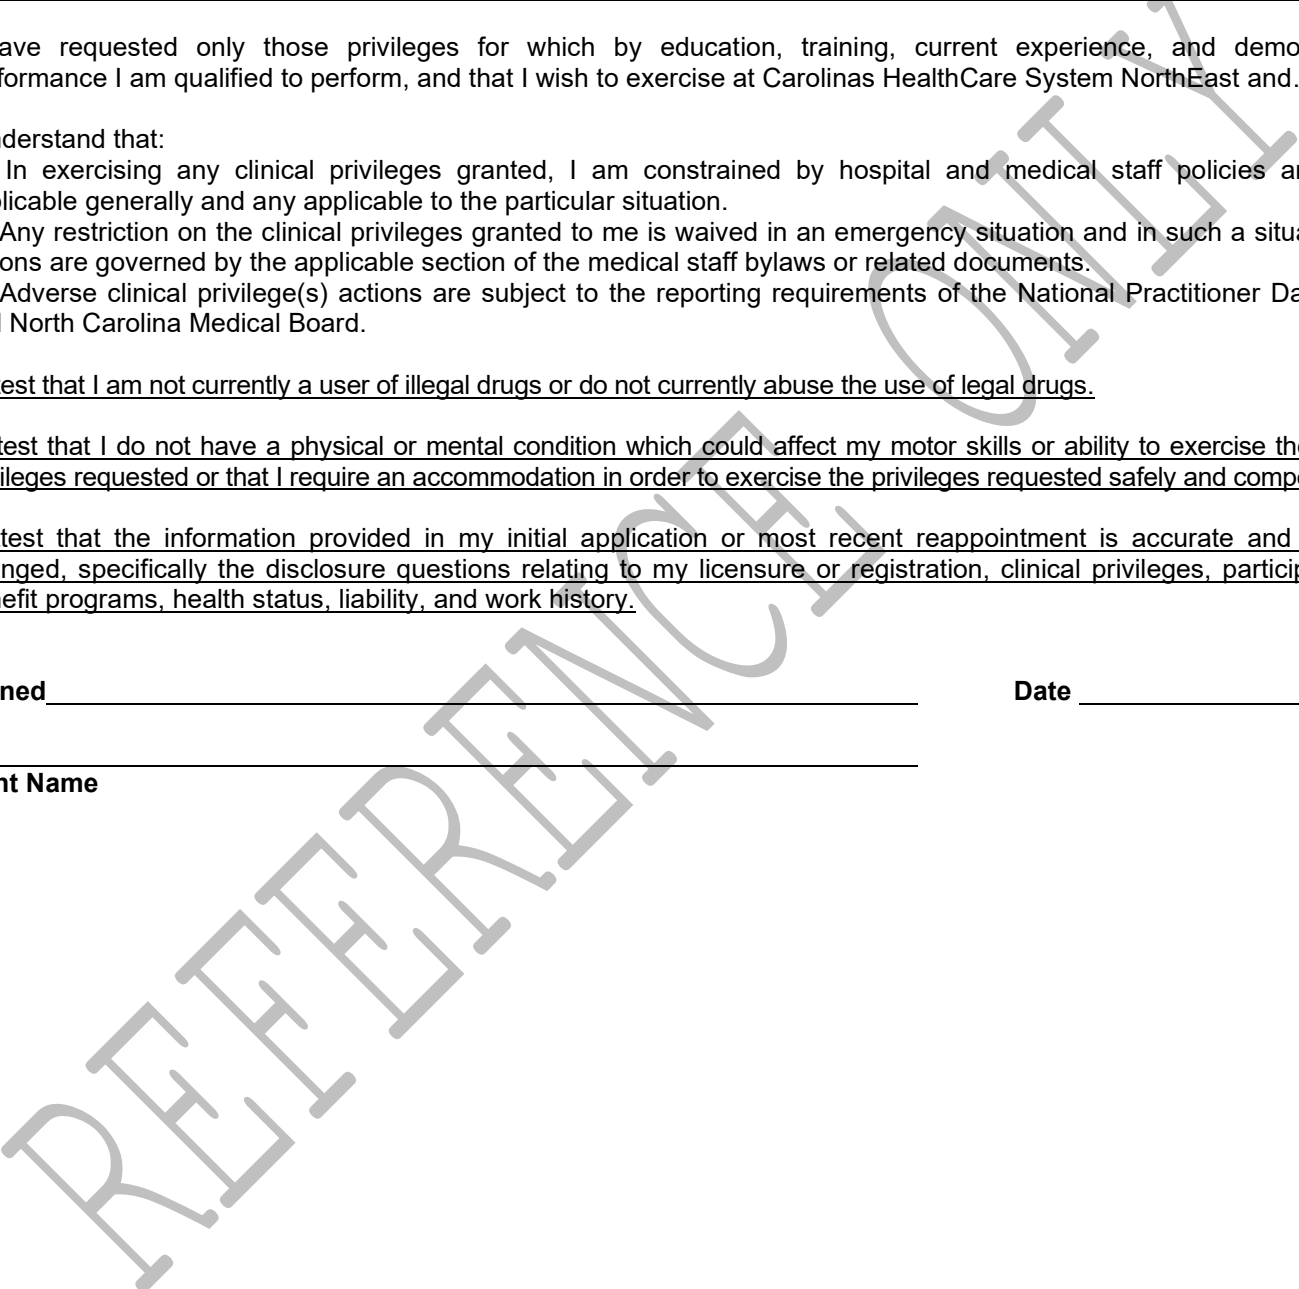 ave requested only those privileges for which by education, training, current experience, and demo
formance I am qualified to perform, and that I wish to exercise at Carolinas HealthCare System NorthEast and.
derstand that:
In exercising any clinical privileges granted, I am constrained by hospital and medical staff policies a
licable generally and any applicable to the particular situation.
Any restriction on the clinical privileges granted to me is waived in an emergency situation and in such a situa
ons are governed by the applicable section of the medical staff bylaws or related documents.
Adverse clinical privilege(s) actions are subject to the reporting requirements of the National Practitioner Da
North Carolina Medical Board.
test that I am not currently a user of illegal drugs or do not currently abuse the use of legal drugs.
test that I do not have a physical or mental condition which could affect my motor skills or ability to exercise the
ileges requested or that I require an accommodation in order to exercise the privileges requested safely and compe
test that the information provided in my initial application or most recent reappointment is accurate and
nged, specifically the disclosure questions relating to my licensure or registration, clinical privileges, particip
efit programs, health status, liability, and work history.
ned Date
nt Name
REFERENCE ONLY